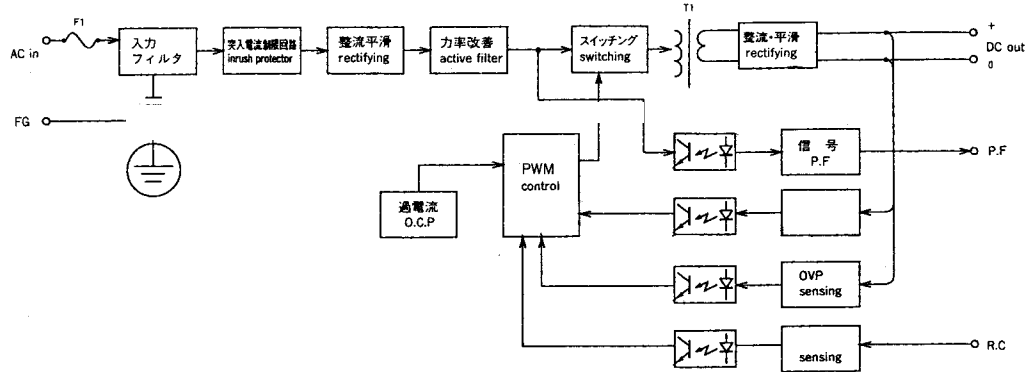 F1
AC in
入力
フィルタ
突入電流制限回路
inrush protector
整流平滑
rectifying
力率改善
active filter
スイッチング
switching
T1
整流・平滑
rectifying
+
DC out
FG
過電流
O.C.P
PWM
control
信号
P.F
P.F
OVP
sensing
sensing
R.C